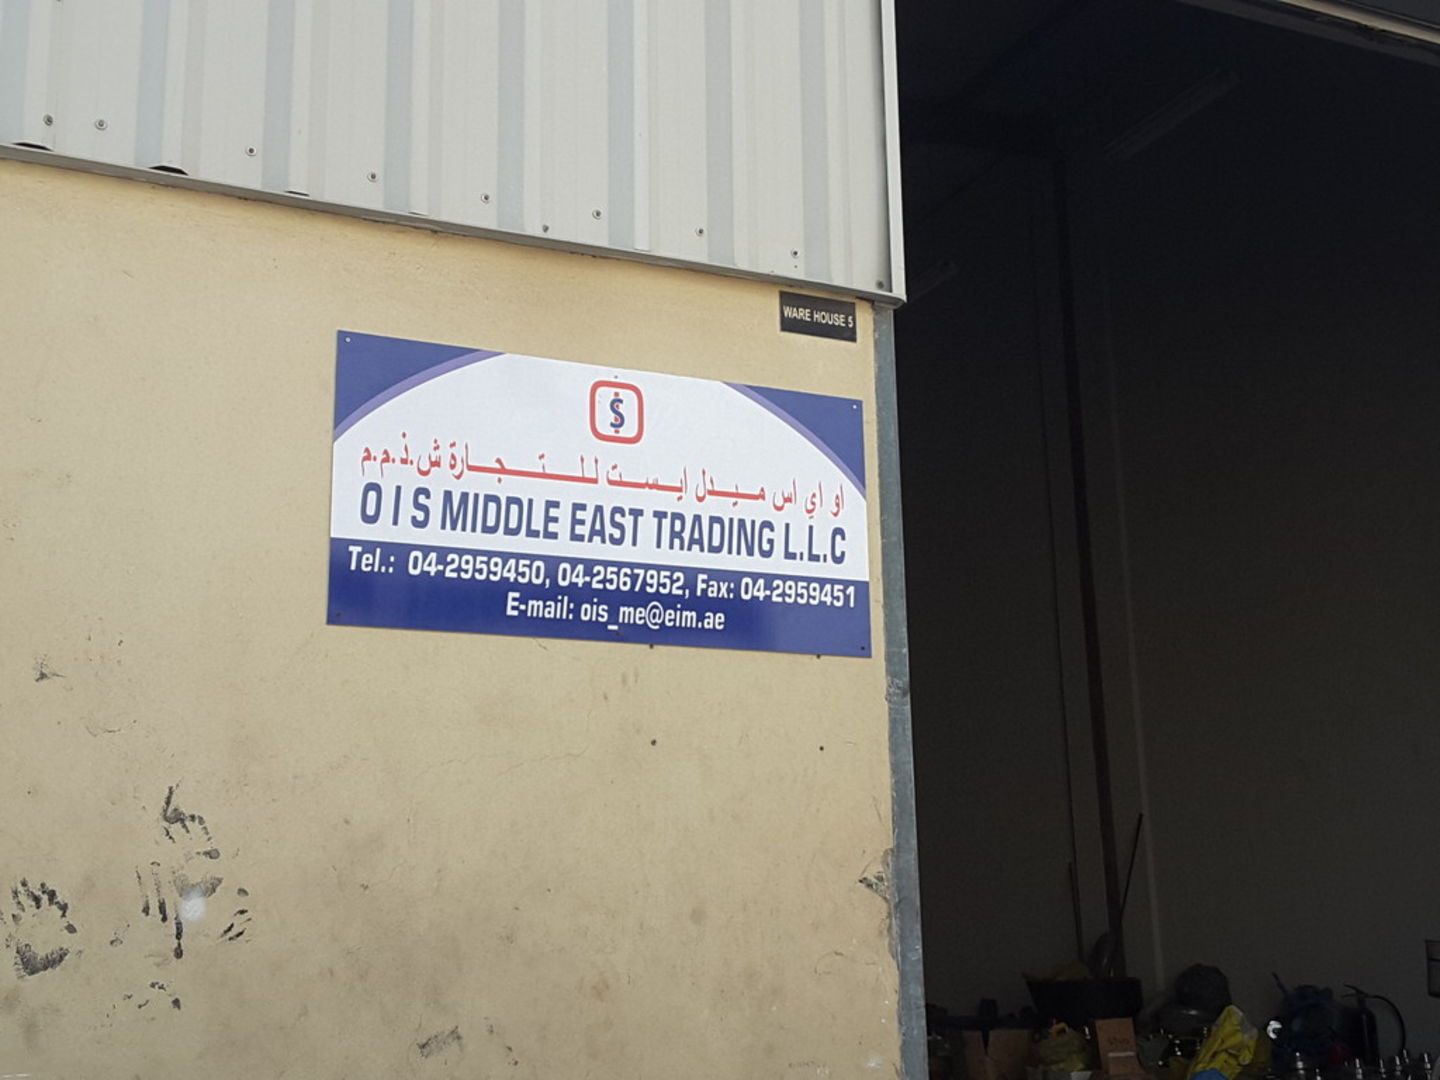 WARE HOUSE 5
او اي اس ميدل ايست للتجارة ش.ذ.م.م
O I S MIDDLE EAST TRADING L.L.C
Tel.: 04-2959450, 04-2567952, Fax: 04-2959451
E-mail: ois_me@eim.ae